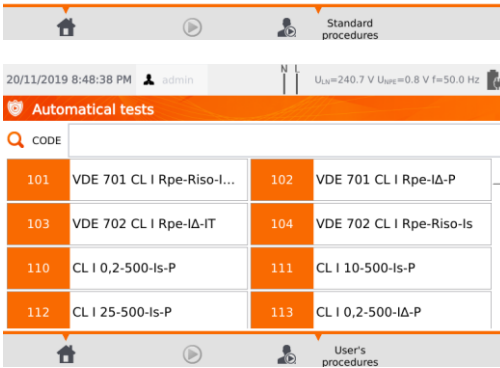 Standard
procedures
20/11/2019 8:48:38 PM admin N L U_LN=240.7 V U_NPE=0.8 V f=50.0 Hz
Automatical tests
CODE
101 VDE 701 CL I Rpe-Riso-I... 102 VDE 701 CL I Rpe-IΔ-P
103 VDE 702 CL I Rpe-IΔ-IT 104 VDE 702 CL I Rpe-Riso-Is
110 CL I 0,2-500-Is-P 111 CL I 10-500-Is-P
112 CL I 25-500-Is-P 113 CL I 0,2-500-IΔ-P
User's
procedures